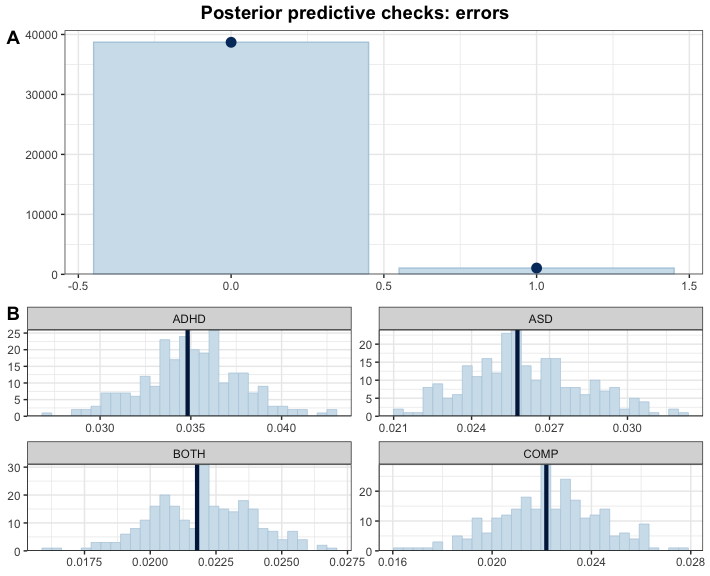 Posterior predictive checks: errors
A
40000
30000
20000
10000
0
-0.5 0.0 0.5 1.0 1.5
B
ADHD
25
20
15
10
5
0
0.030 0.035 0.040
ASD
20
15
10
5
0
0.021 0.024 0.027 0.030
BOTH
30
20
10
0
0.0175 0.0200 0.0225 0.0250 0.0275
COMP
20
10
0
0.016 0.020 0.024 0.028